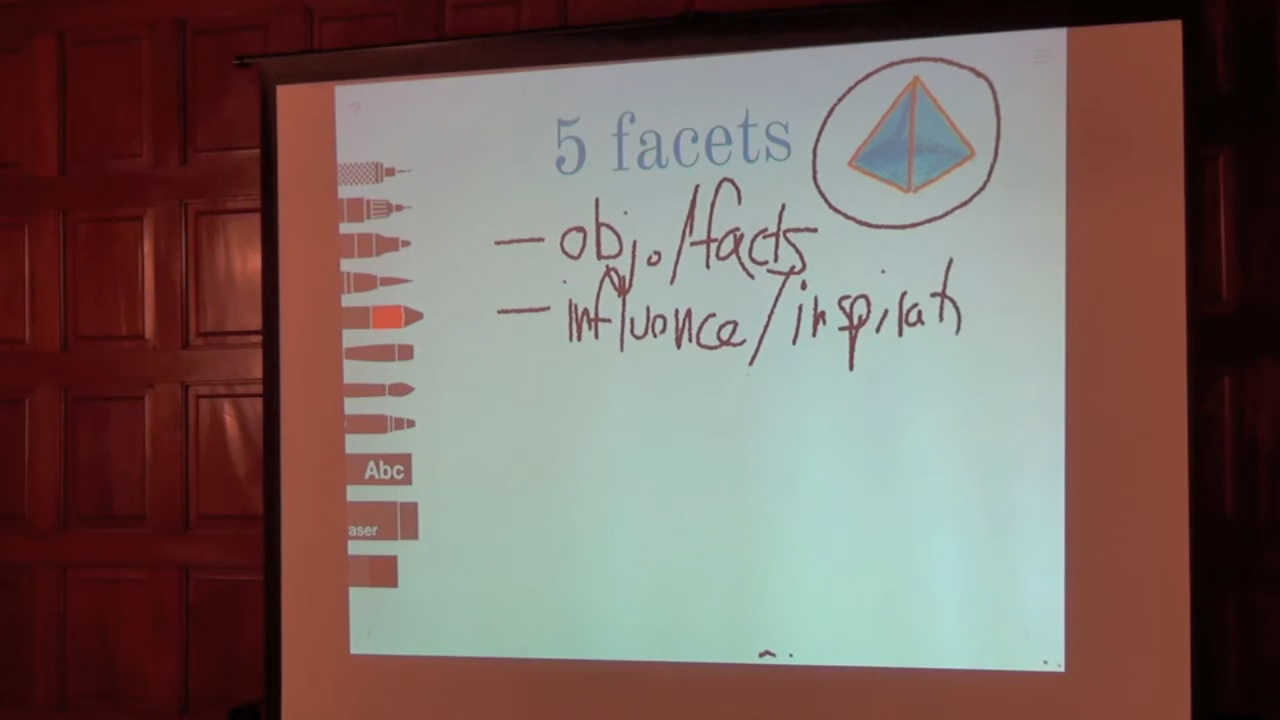 ?
5 facets
— obj./facts
— influence/inspirat
Abc
aser